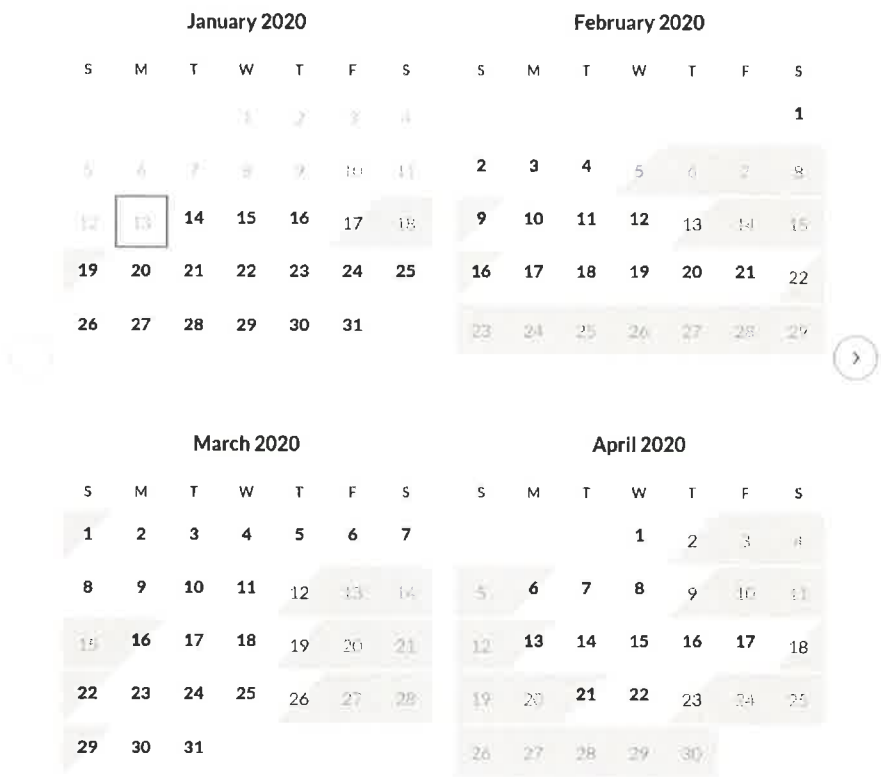 January 2020
S M T W T F S
1 2 3 4
5 6 7 8 9 10 11
12 13 14 15 16 17 18
19 20 21 22 23 24 25
26 27 28 29 30 31
February 2020
S M T W T F S
1
2 3 4 5 6 7 8
9 10 11 12 13 14 15
16 17 18 19 20 21 22
23 24 25 26 27 28 29
March 2020
S M T W T F S
1 2 3 4 5 6 7
8 9 10 11 12 13 14
15 16 17 18 19 20 21
22 23 24 25 26 27 28
29 30 31
April 2020
S M T W T F S
1 2 3 4
5 6 7 8 9 10 11
12 13 14 15 16 17 18
19 20 21 22 23 24 25
26 27 28 29 30